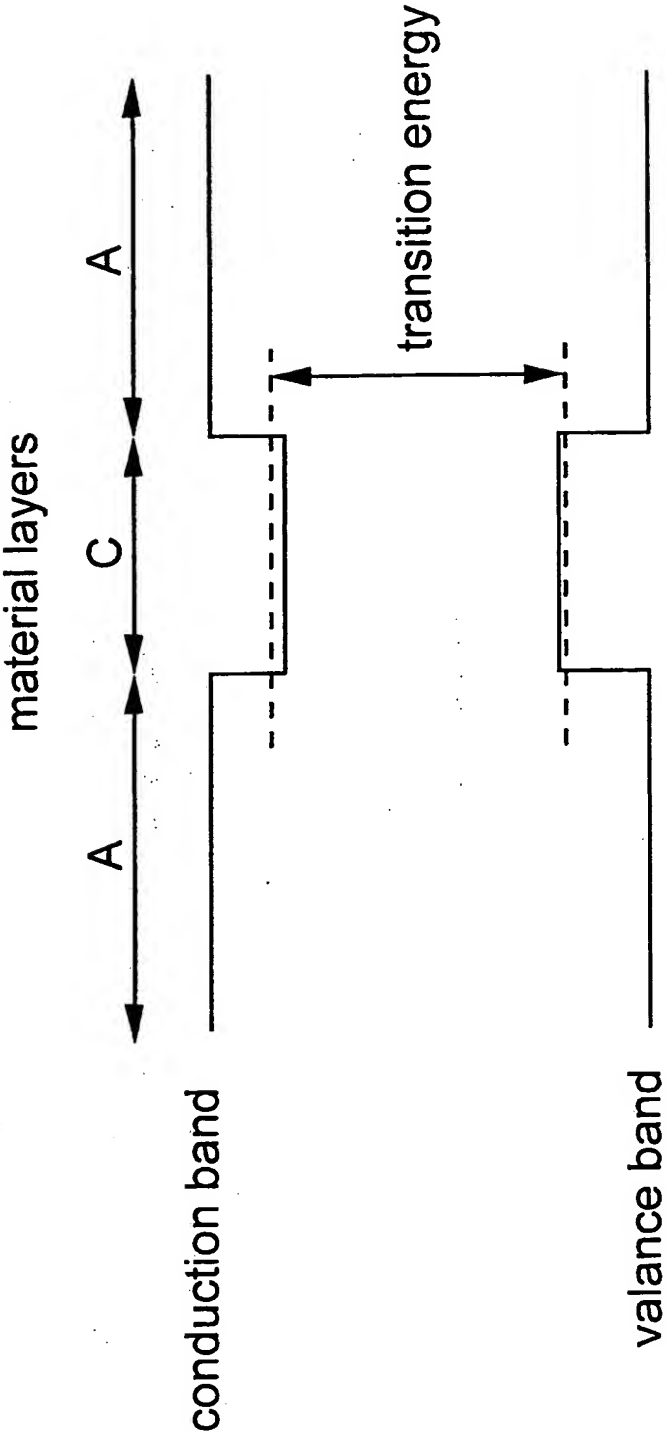 material layers
A
C
A
conduction band
transition energy
valance band